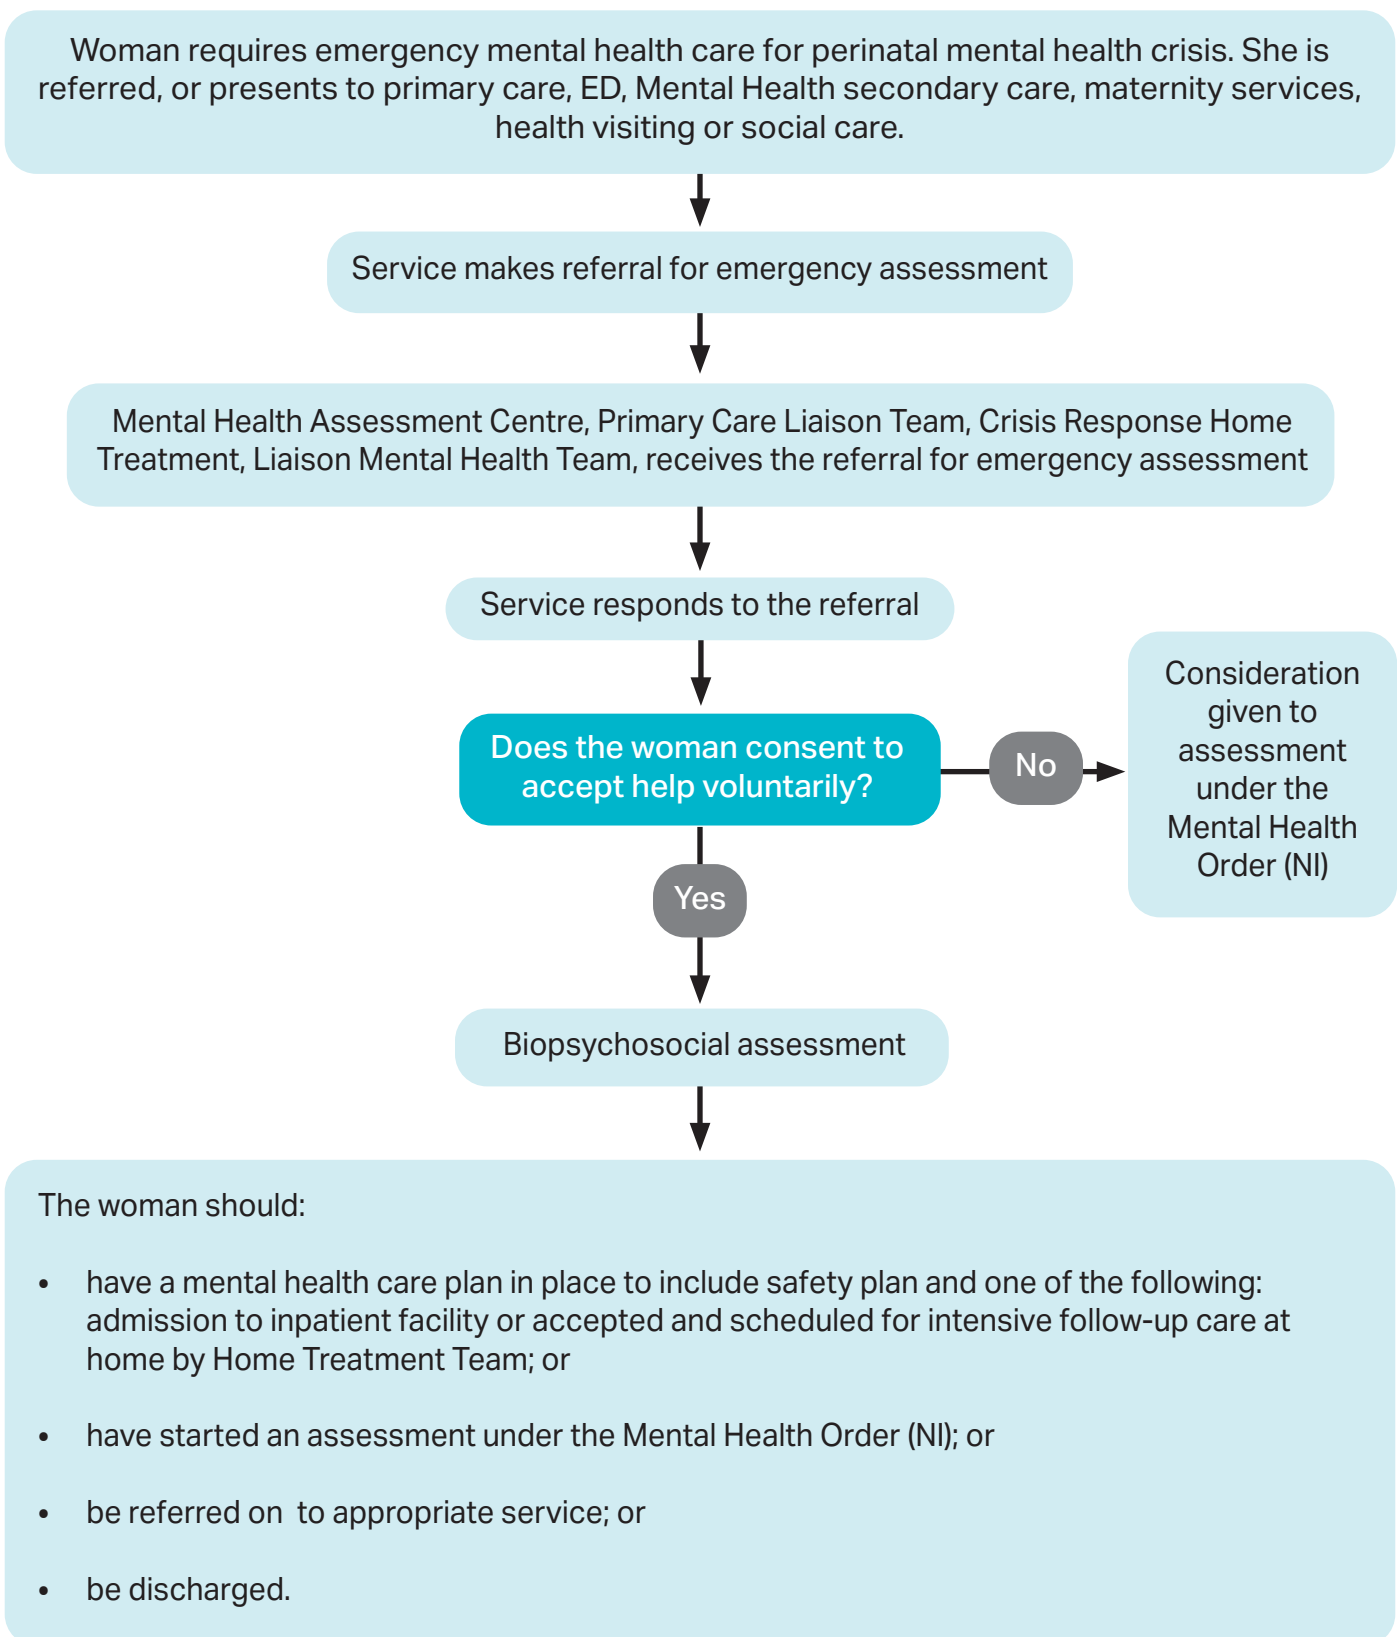 Woman requires emergency mental health care for perinatal mental health crisis. She is
referred, or presents to primary care, ED, Mental Health secondary care, maternity services,
health visiting or social care.
Service makes referral for emergency assessment
Mental Health Assessment Centre, Primary Care Liaison Team, Crisis Response Home
Treatment, Liaison Mental Health Team, receives the referral for emergency assessment
Service responds to the referral
Does the woman consent to
accept help voluntarily?
No
Consideration
given to
assessment
under the
Mental Health
Order (NI)
Yes
Biopsychosocial assessment
The woman should:
• have a mental health care plan in place to include safety plan and one of the following:
admission to inpatient facility or accepted and scheduled for intensive follow-up care at
home by Home Treatment Team; or
• have started an assessment under the Mental Health Order (NI); or
• be referred on  to appropriate service; or
• be discharged.